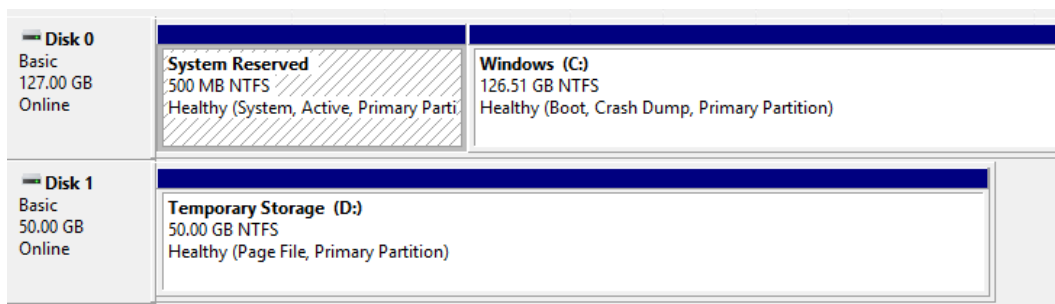 Disk 0
Basic
127.00 GB
Online
System Reserved
500 MB NTFS
Healthy (System, Active, Primary Parti
Windows (C:)
126.51 GB NTFS
Healthy (Boot, Crash Dump, Primary Partition)
Disk 1
Basic
50.00 GB
Online
Temporary Storage (D:)
50.00 GB NTFS
Healthy (Page File, Primary Partition)